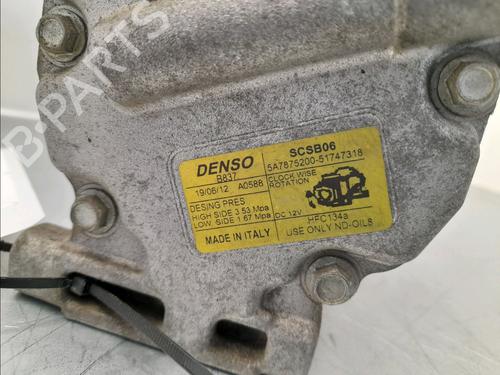 B-PARTS
DENSO
B837
19/06/12 A0588
DESING PRES
HIGH SIDE 3.53 Mpa
LOW. SIDE 1.67 Mpa
MADE IN ITALY
SCSB06
5A7875200-51747318
CLOCK WISE
ROTATION
DC 12V
HFC134a
USE ONLY ND-OIL8